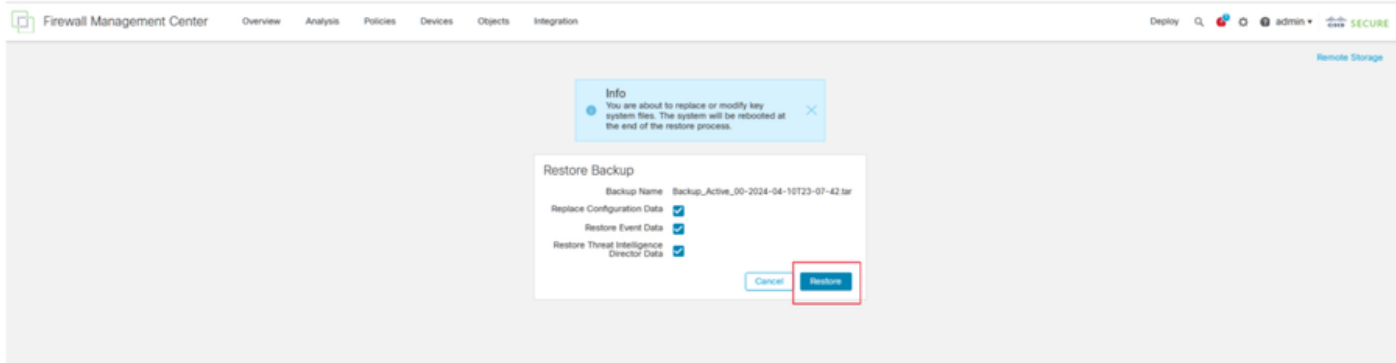 Firewall Management Center Overview Analysis Policies Devices Objects Integration Deploy admin SECURE
Remote Storage
Info
You are about to replace or modify key
system files. The system will be rebooted at
the end of the restore process.
Restore Backup
Backup Name Backup_Active_00-2024-04-10T23-07-42.tar
Replace Configuration Data
Restore Event Data
Restore Threat Intelligence
Director Data
Cancel Restore